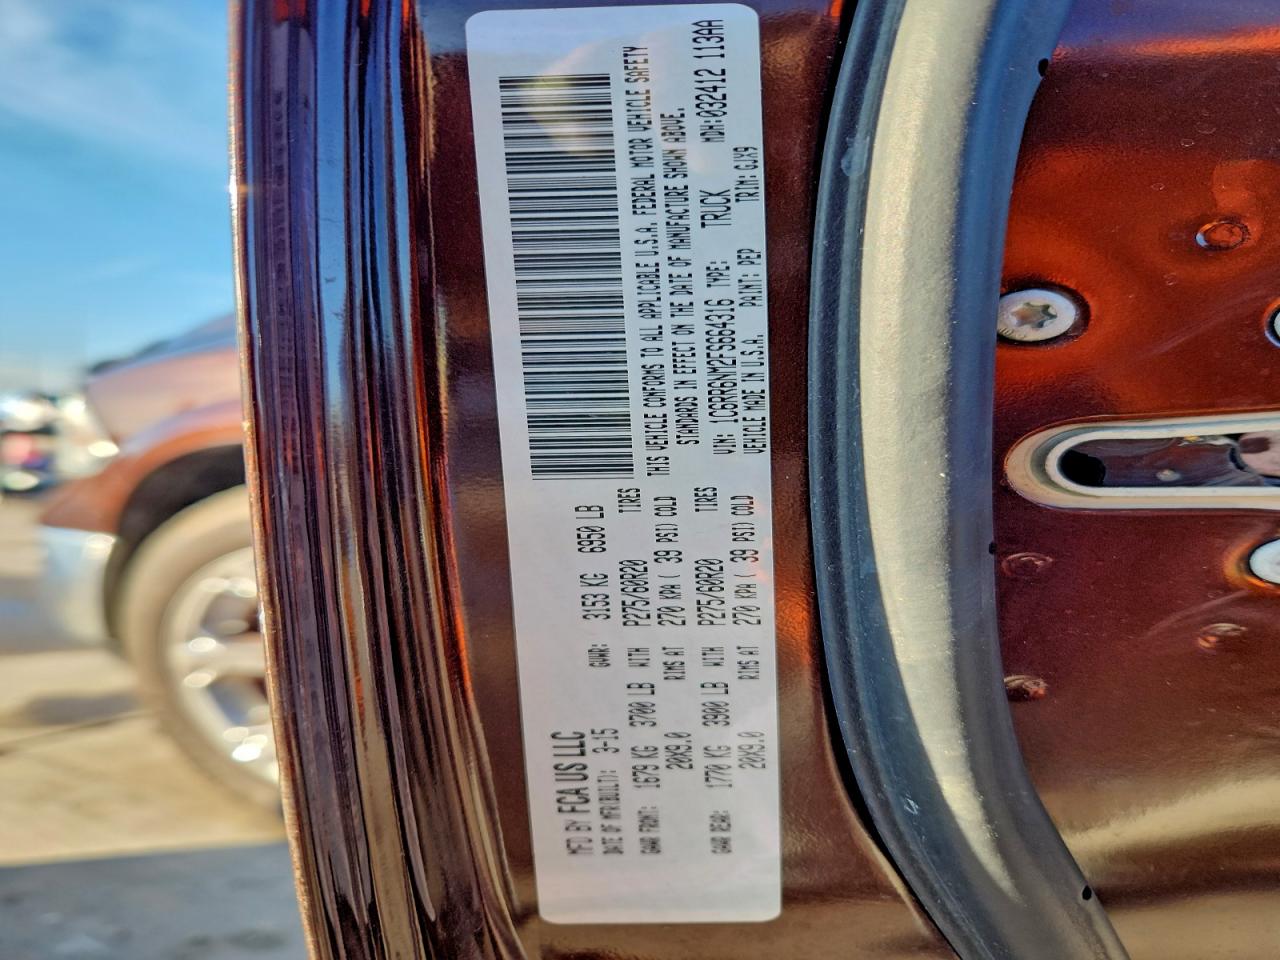 MFD BY FCA US LLC
DATE OF MFR(BUILT): 3-15 GVWR: 3153 KG 6950 LB
GAWR FRONT: 1679 KG 3700 LB WITH P275/60R20 TIRES
20X9.0 RIMS AT 270 KPA ( 39 PSI) COLD
GAWR REAR: 1770 KG 3900 LB WITH P275/60R20 TIRES
20X9.0 RIMS AT 270 KPA ( 39 PSI) COLD
THIS VEHICLE CONFORMS TO ALL APPLICABLE U.S.A. FEDERAL MOTOR VEHICLE SAFETY
STANDARDS IN EFFECT ON THE DATE OF MANUFACTURE SHOWN ABOVE.
VIN: 1C6RR6NM2FS664316 TYPE: TRUCK MDH:032412 113AA
VEHICLE MADE IN U.S.A. PAINT: PEP TRIM: GJX9